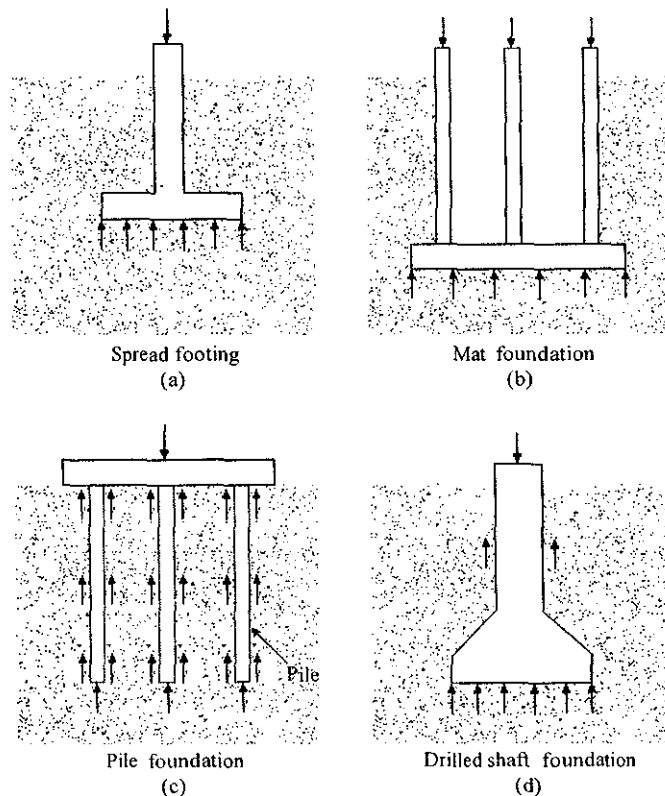 Spread footing
(a)
Mat foundation
(b)
Pile
Pile foundation
(c)
Drilled shaft foundation
(d)